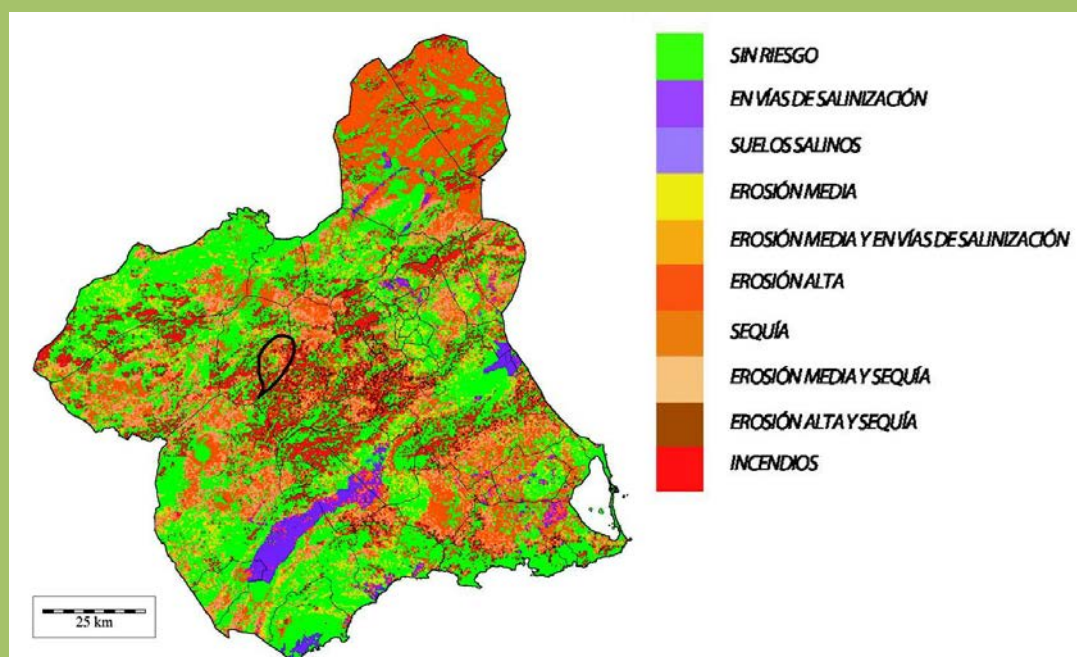 SIN RIESGO
EN VÍAS DE SALINIZACIÓN
SUELOS SALINOS
EROSIÓN MEDIA
EROSIÓN MEDIA Y EN VÍAS DE SALINIZACIÓN
EROSIÓN ALTA
SEQUÍA
EROSIÓN MEDIA Y SEQUÍA
EROSIÓN ALTA Y SEQUÍA
INCENDIOS
25 km